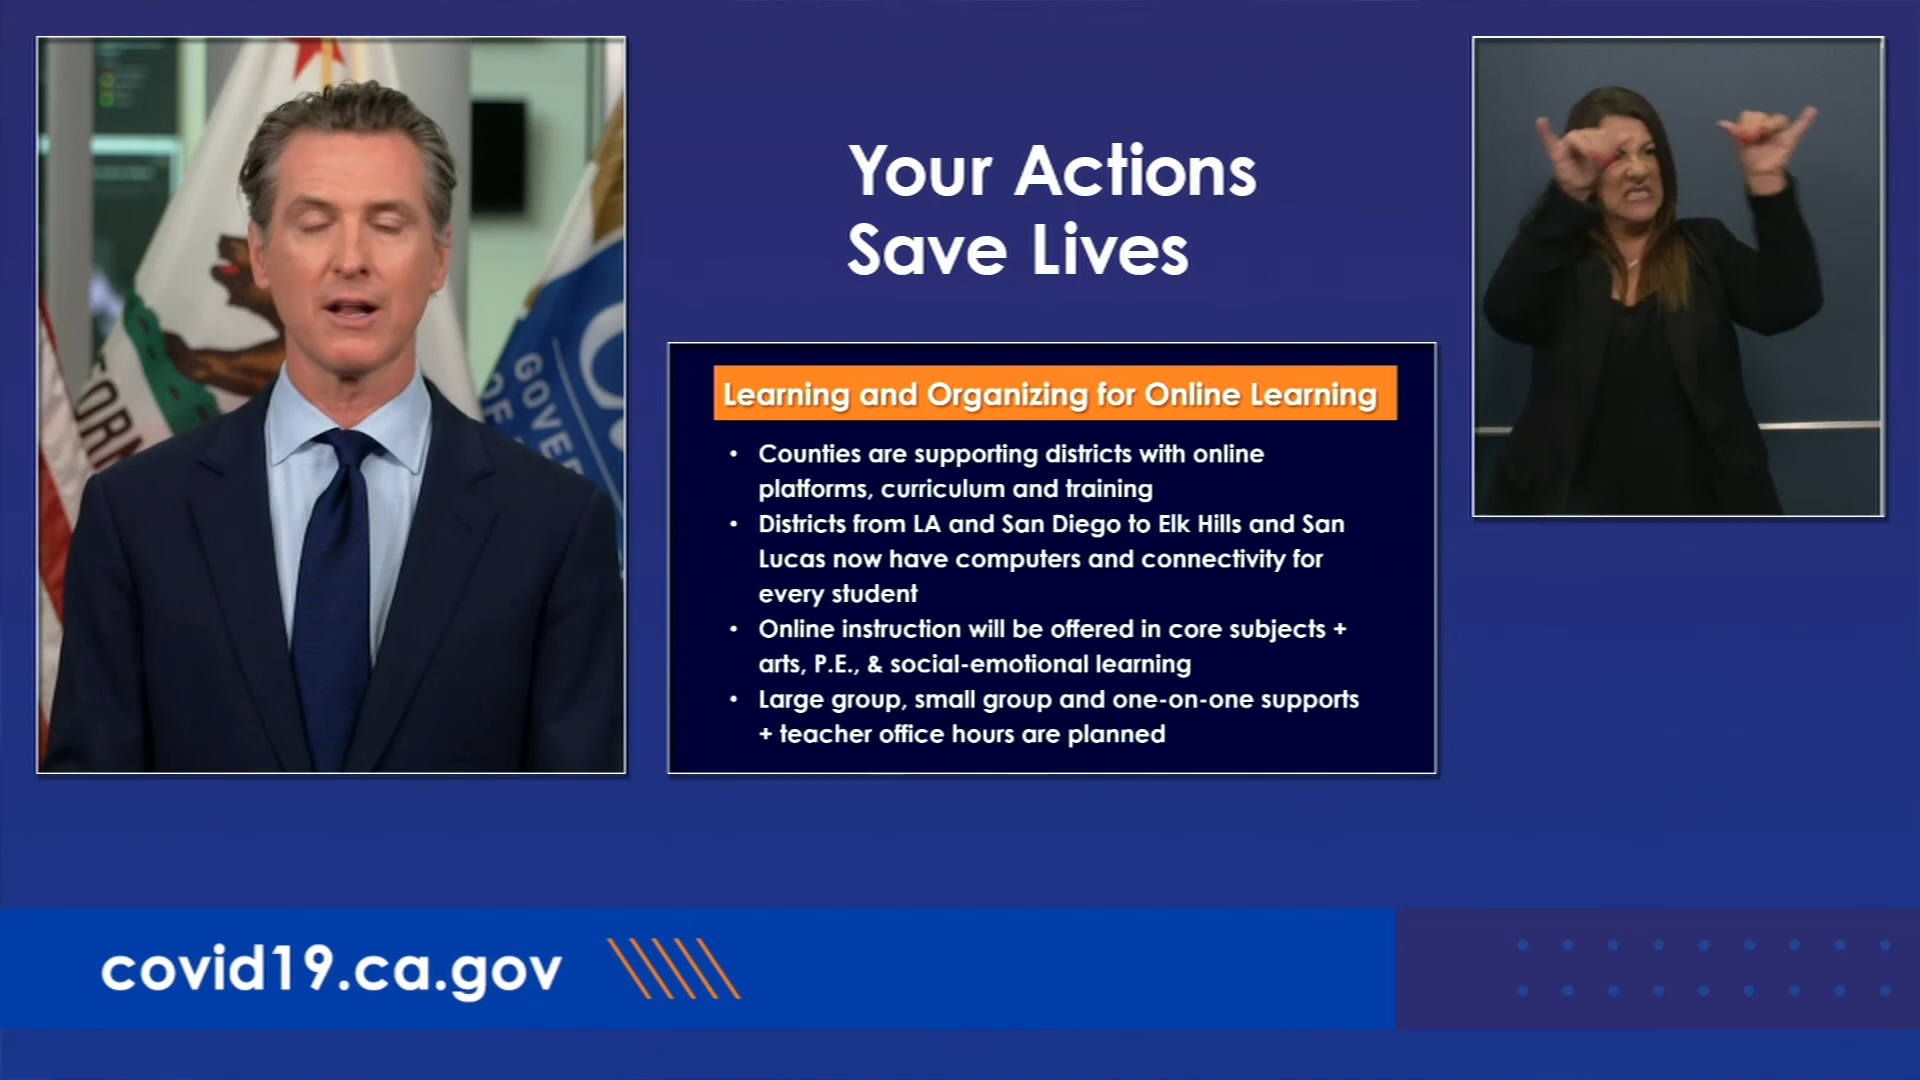 Your Actions
Save Lives
Learning and Organizing for Online Learning
• Counties are supporting districts with online
platforms, curriculum and training
• Districts from LA and San Diego to Elk Hills and San
Lucas now have computers and connectivity for
every student
• Online instruction will be offered in core subjects +
arts, P.E., & social-emotional learning
• Large group, small group and one-on-one supports
+ teacher office hours are planned
covid19.ca.gov